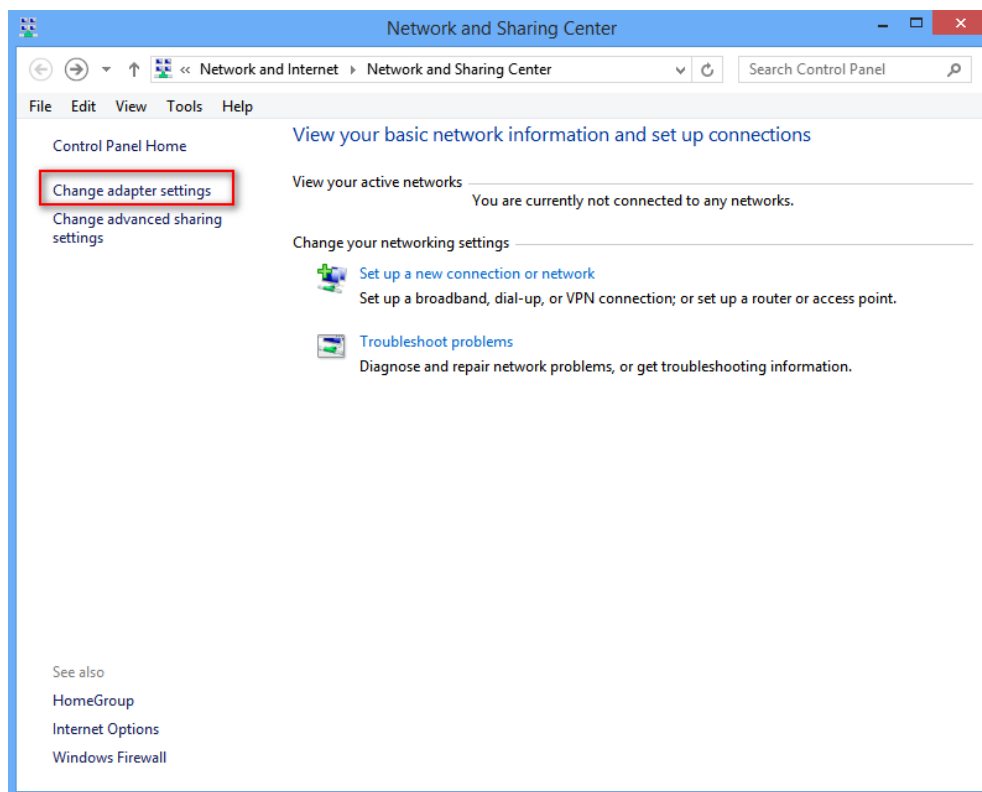 Network and Sharing Center
« Network and Internet Network and Sharing Center
Search Control Panel
File Edit View Tools Help
Control Panel Home
Change adapter settings
Change advanced sharing
settings
View your basic network information and set up connections
View your active networks
You are currently not connected to any networks.
Change your networking settings
Set up a new connection or network
Set up a broadband, dial-up, or VPN connection; or set up a router or access point.
Troubleshoot problems
Diagnose and repair network problems, or get troubleshooting information.
See also
HomeGroup
Internet Options
Windows Firewall